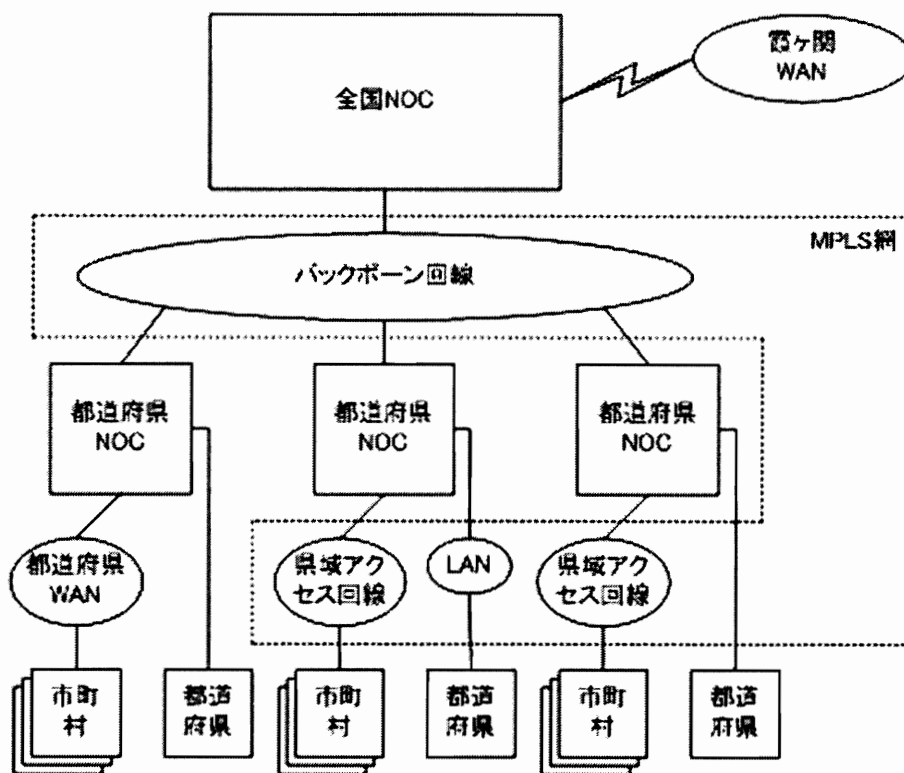 全国NOC
霞ヶ関
WAN
MPLS網
バックボーン回線
都道府県
NOC
都道府県
NOC
都道府県
NOC
都道府県
WAN
県域アク
セス回線
LAN
県域アク
セス回線
市町
村
都道
府県
市町
村
都道
府県
市町
村
都道
府県